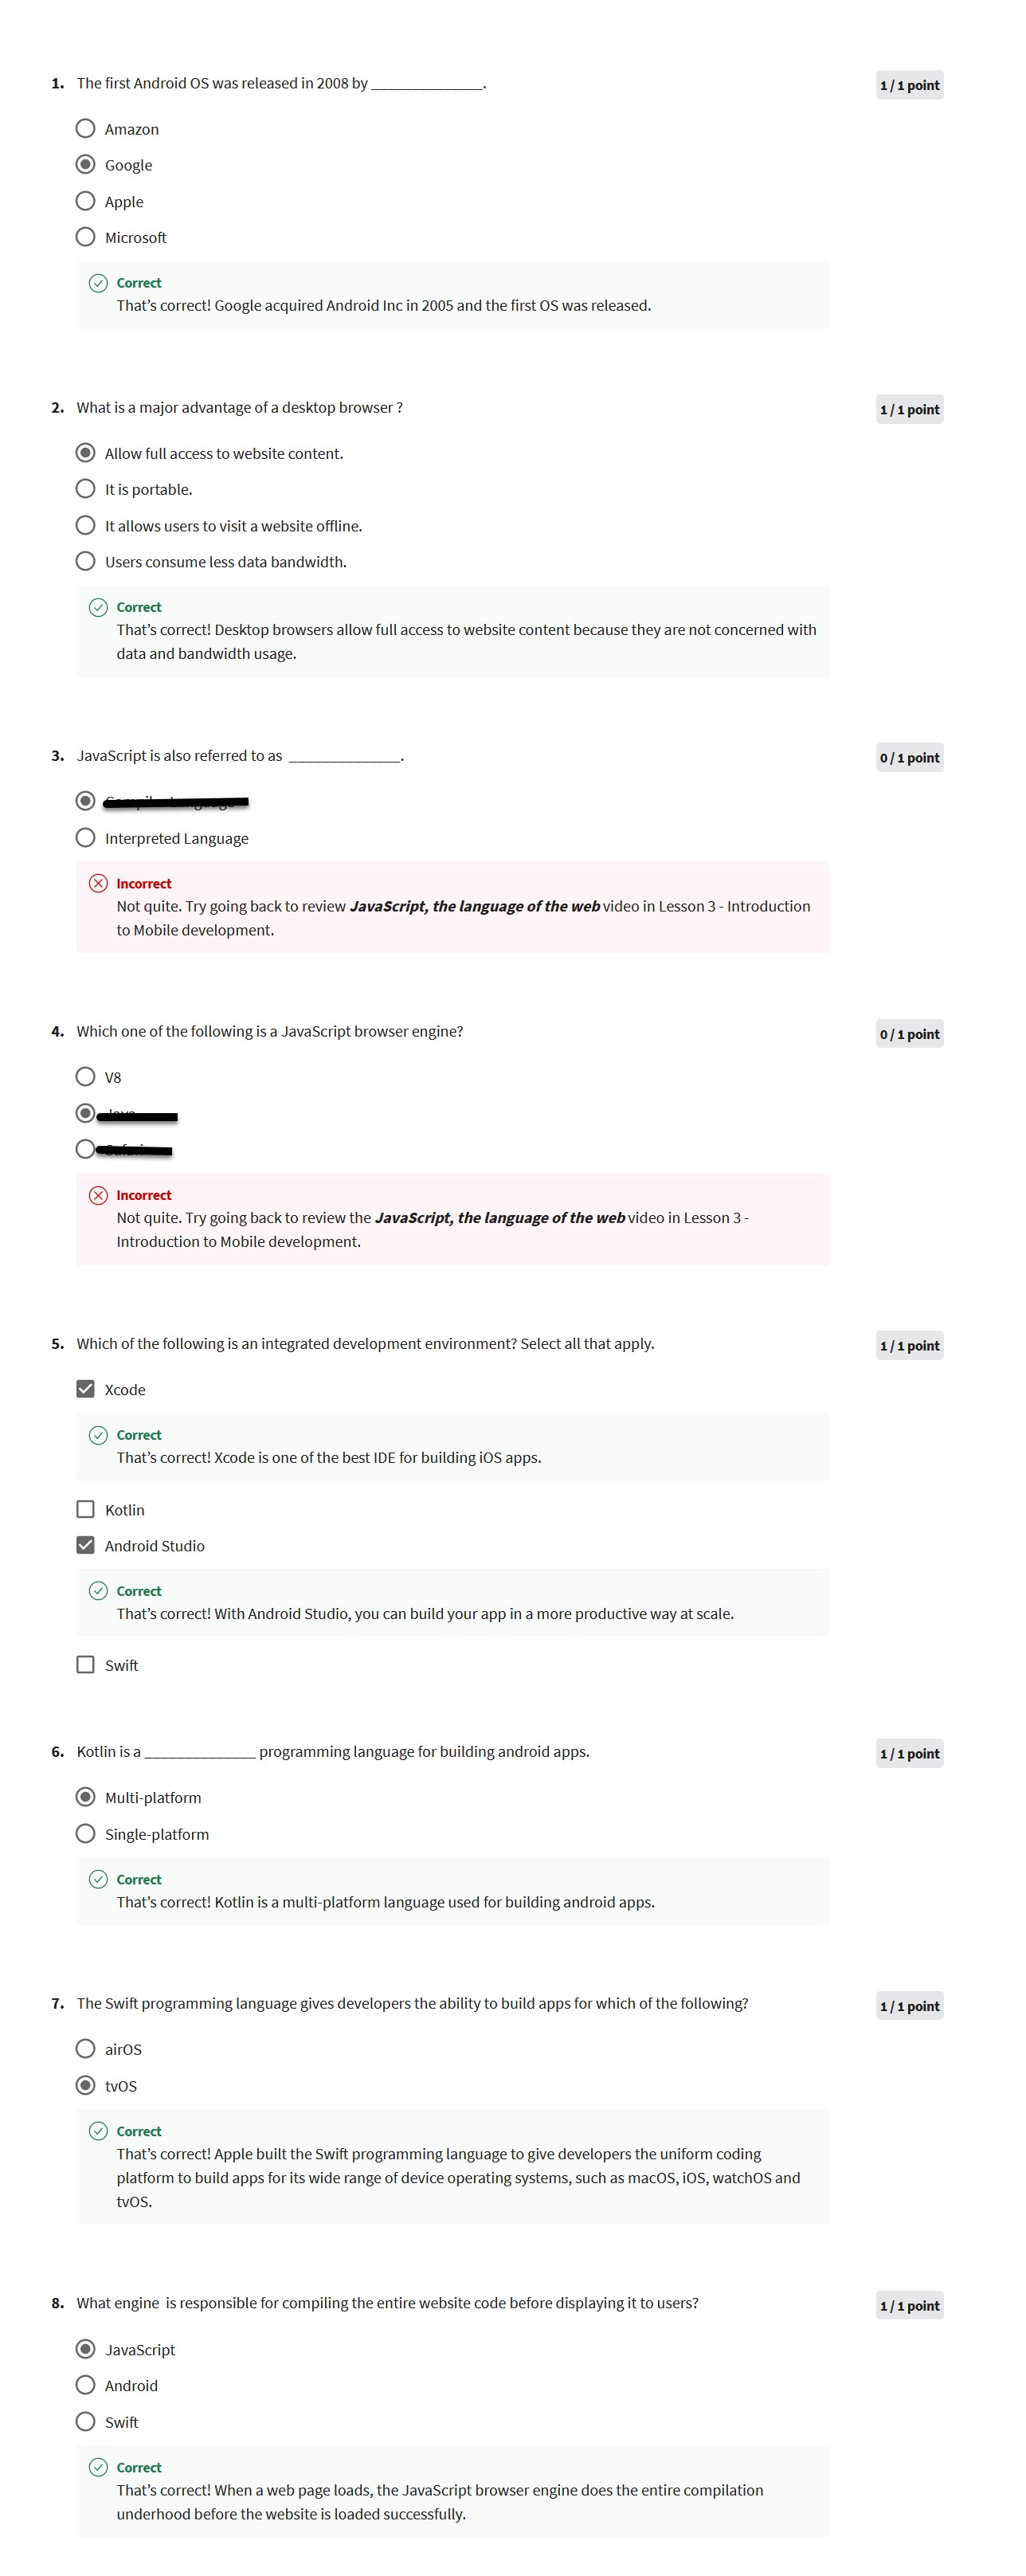 1. The first Android OS was released in 2008 by ______________.
1 / 1 point
Amazon
Google
Apple
Microsoft
Correct
That’s correct! Google acquired Android Inc in 2005 and the first OS was released.
2. What is a major advantage of a desktop browser ?
1 / 1 point
Allow full access to website content.
It is portable.
It allows users to visit a website offline.
Users consume less data bandwidth.
Correct
That’s correct! Desktop browsers allow full access to website content because they are not concerned with
data and bandwidth usage.
3. JavaScript is also referred to as ______________.
0 / 1 point
Interpreted Language
Incorrect
Not quite. Try going back to review JavaScript, the language of the web video in Lesson 3 - Introduction
to Mobile development.
4. Which one of the following is a JavaScript browser engine?
0 / 1 point
V8
Incorrect
Not quite. Try going back to review the JavaScript, the language of the web video in Lesson 3 -
Introduction to Mobile development.
5. Which of the following is an integrated development environment? Select all that apply.
1 / 1 point
Xcode
Correct
That’s correct! Xcode is one of the best IDE for building iOS apps.
Kotlin
Android Studio
Correct
That’s correct! With Android Studio, you can build your app in a more productive way at scale.
Swift
6. Kotlin is a ______________ programming language for building android apps.
1 / 1 point
Multi-platform
Single-platform
Correct
That’s correct! Kotlin is a multi-platform language used for building android apps.
7. The Swift programming language gives developers the ability to build apps for which of the following?
1 / 1 point
airOS
tvOS
Correct
That’s correct! Apple built the Swift programming language to give developers the uniform coding
platform to build apps for its wide range of device operating systems, such as macOS, iOS, watchOS and
tvOS.
8. What engine is responsible for compiling the entire website code before displaying it to users?
1 / 1 point
JavaScript
Android
Swift
Correct
That’s correct! When a web page loads, the JavaScript browser engine does the entire compilation
underhood before the website is loaded successfully.